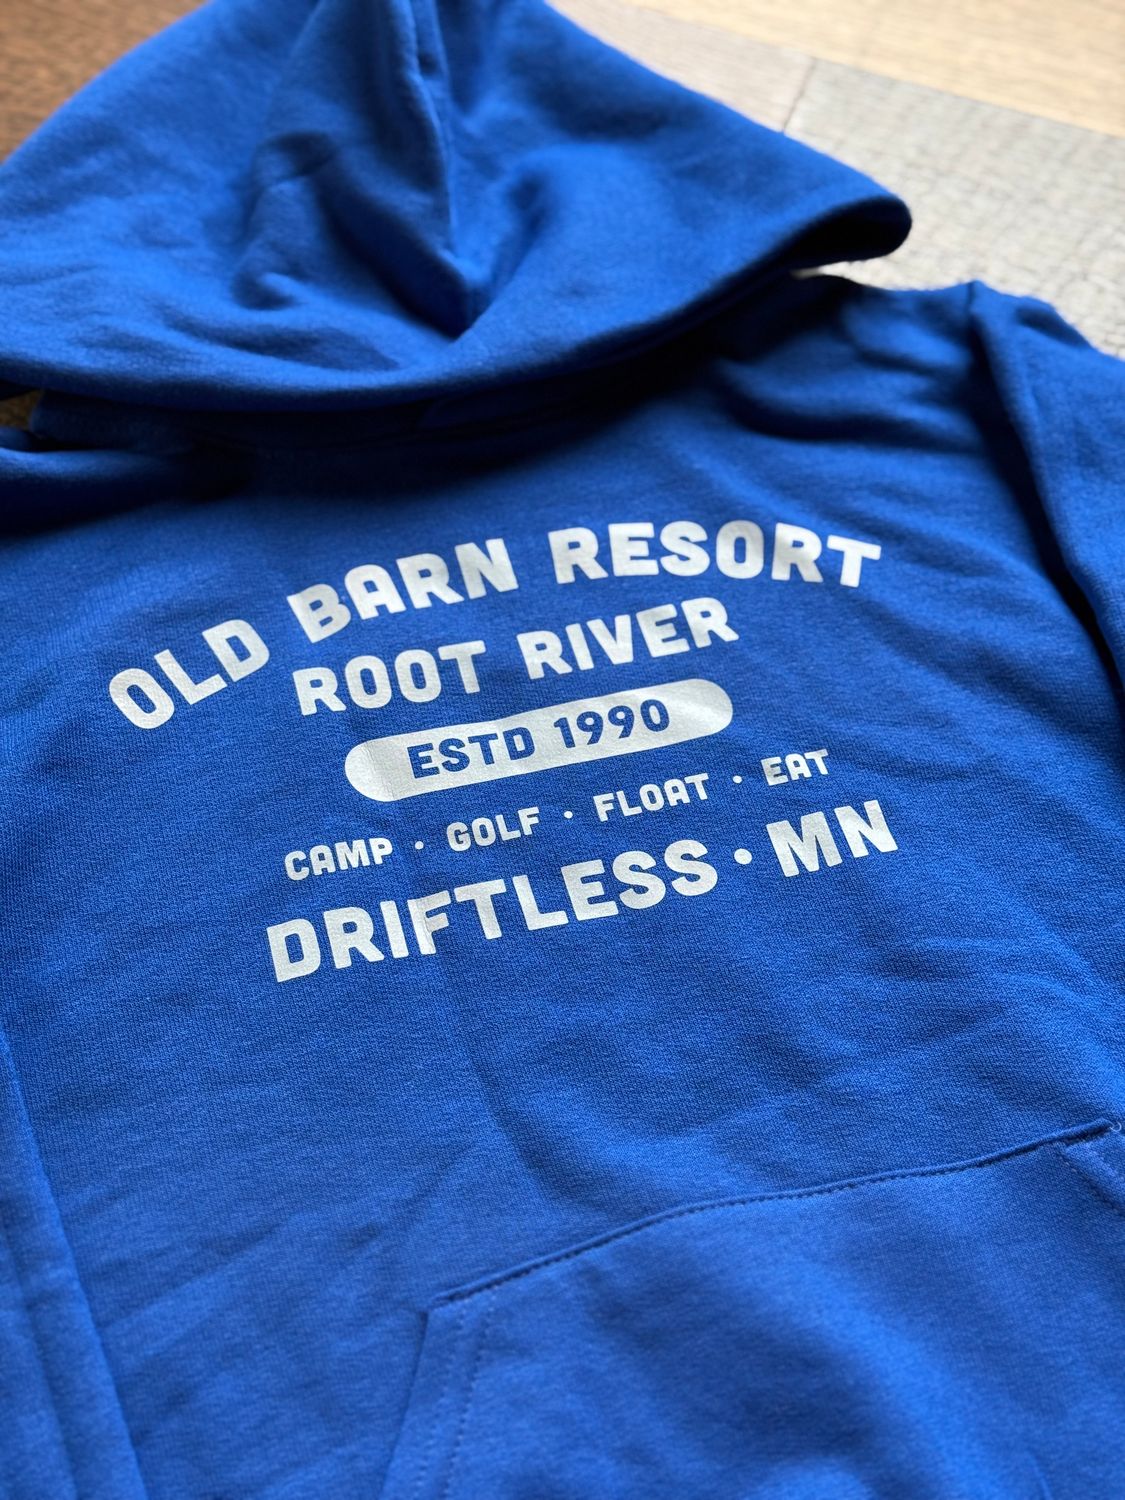 OLD BARN RESORT
ROOT RIVER
ESTD 1990
CAMP · GOLF · FLOAT · EAT
DRIFTLESS · MN